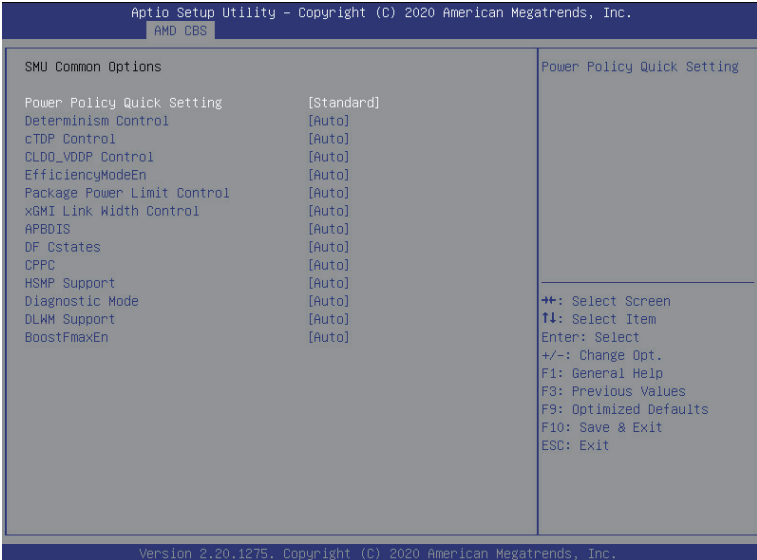 Aptio Setup Utility – Copyright (C) 2020 American Megatrends, Inc.
AMD CBS
SMU Common Options
Power Policy Quick Setting [Standard]
Determinism Control [Auto]
cTDP Control [Auto]
CLDO_VDDP Control [Auto]
EfficiencyModeEn [Auto]
Package Power Limit Control [Auto]
xGMI Link Width Control [Auto]
APBDIS [Auto]
DF Cstates [Auto]
CPPC [Auto]
HSMP Support [Auto]
Diagnostic Mode [Auto]
DLWM Support [Auto]
BoostFmaxEn [Auto]
Power Policy Quick Setting
→←: Select Screen
↑↓: Select Item
Enter: Select
+/-: Change Opt.
F1: General Help
F3: Previous Values
F9: Optimized Defaults
F10: Save & Exit
ESC: Exit
Version 2.20.1275. Copyright (C) 2020 American Megatrends, Inc.